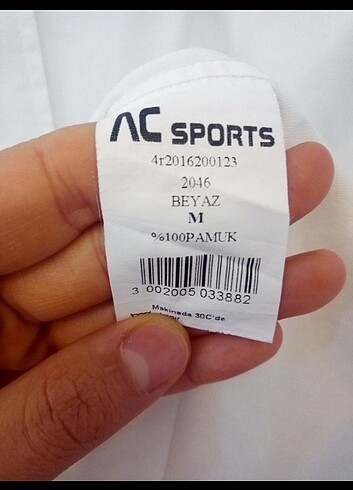 AC SPORTS
4r2016200123
2046
BEYAZ
M
%100PAMUK
3 002005 033882
Makinada 30C'de